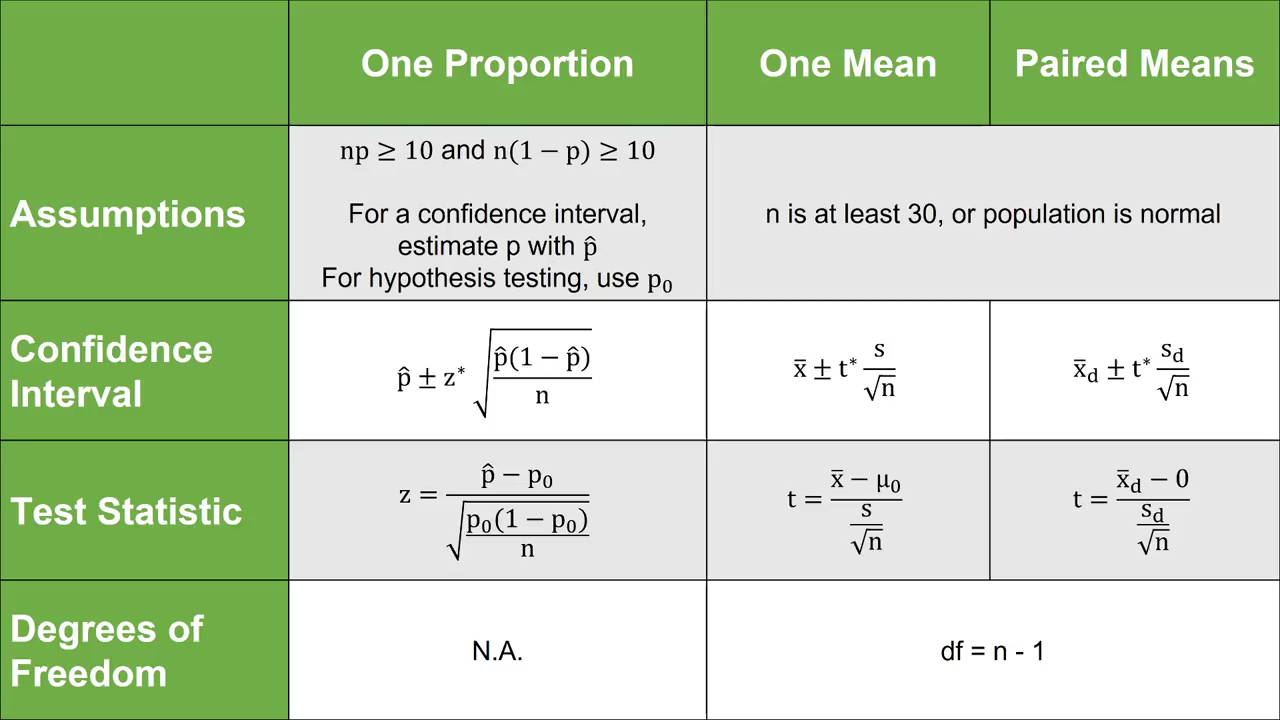 One Proportion
One Mean
Paired Means
Assumptions
np ≥ 10 and n(1 − p) ≥ 10
For a confidence interval,
estimate p with p̂
For hypothesis testing, use p₀
n is at least 30, or population is normal
Confidence
Interval
p̂ ± z* √(p̂(1 − p̂)/n)
x̄ ± t* s/√n
x̄_d ± t* s_d/√n
Test Statistic
z = (p̂ − p₀)/√(p₀(1 − p₀)/n)
t = (x̄ − μ₀)/(s/√n)
t = (x̄_d − 0)/(s_d/√n)
Degrees of
Freedom
N.A.
df = n - 1